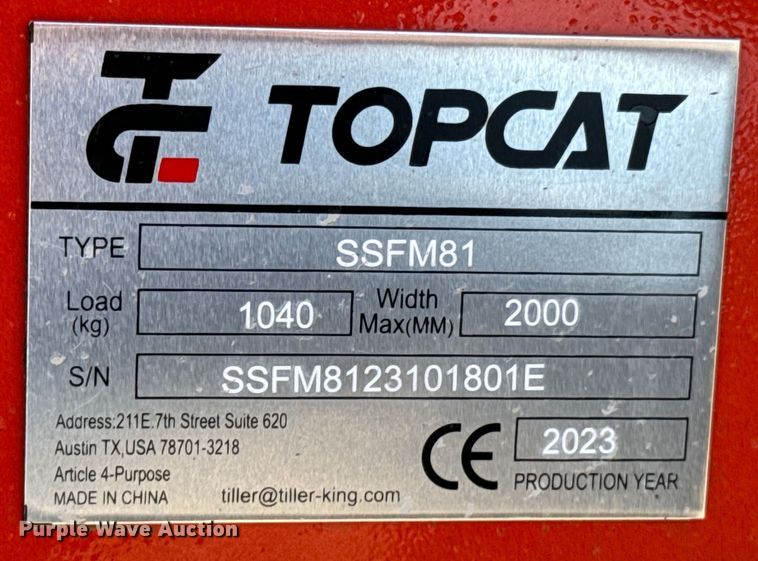 TOPCAT
TYPE SSFM81
Load (kg) 1040 Width Max(MM) 2000
S/N SSFM8123101801E
Address:211E.7th Street Suite 620
Austin TX,USA 78701-3218
Article 4-Purpose
MADE IN CHINA
tiller@tiller-king.com
CE 2023
PRODUCTION YEAR
Purple Wave Auction